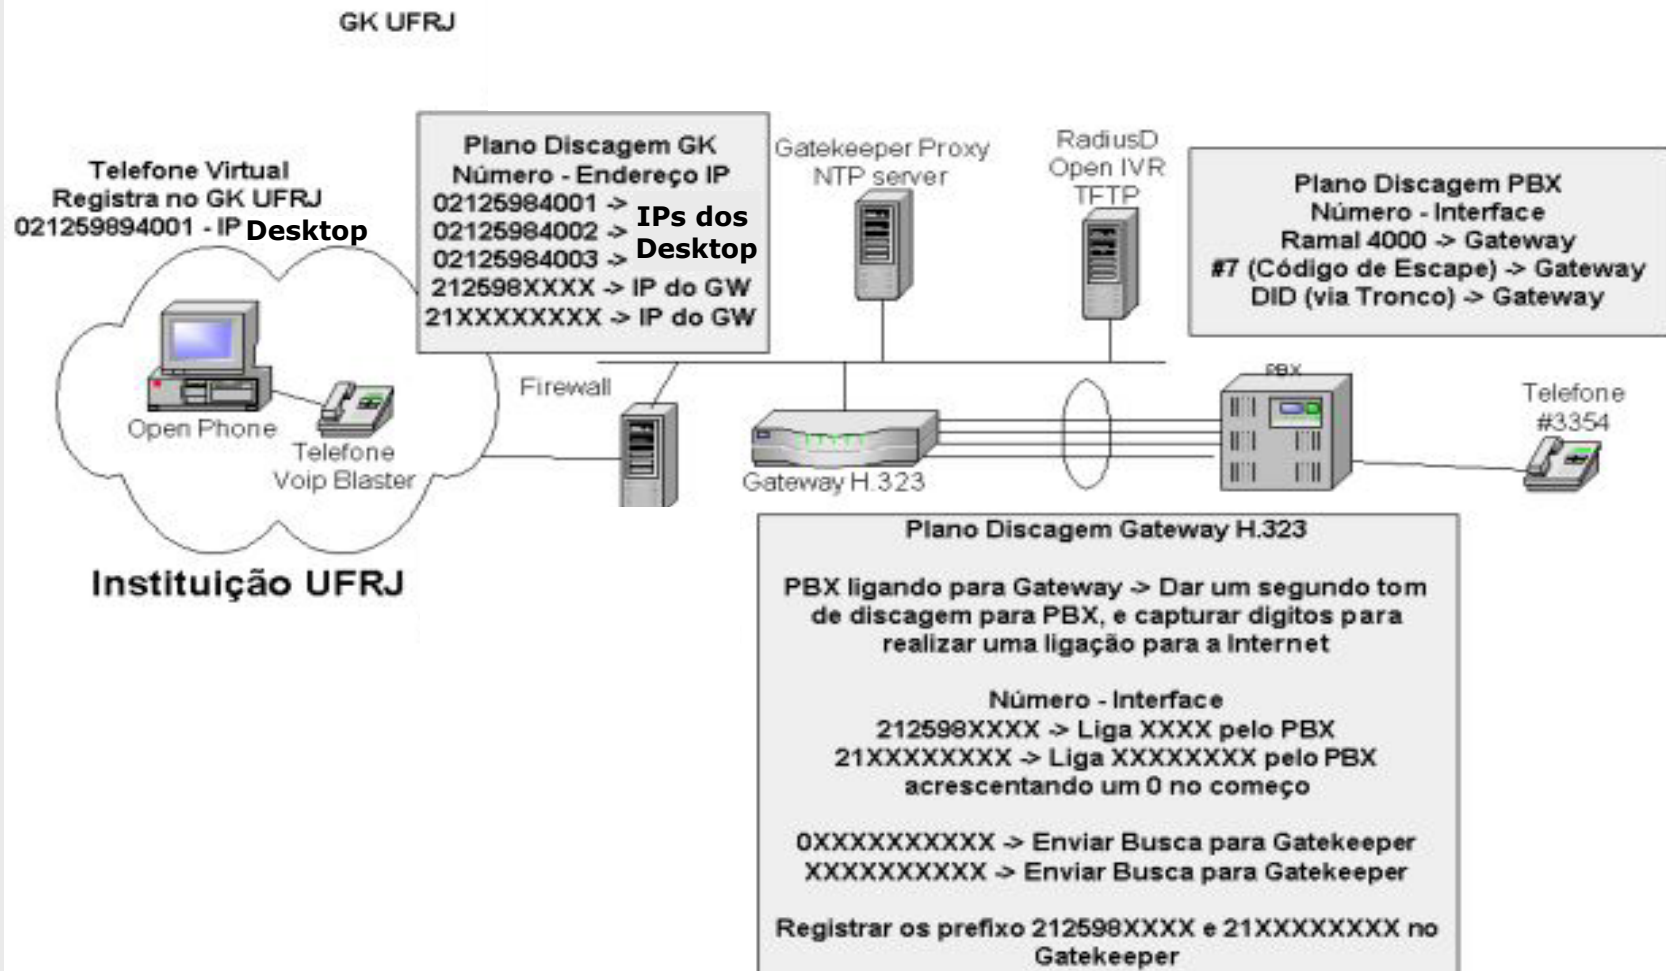 GK UFRJ
Telefone Virtual
Registra no GK UFRJ
021259894001 - IP Desktop
Plano Discagem GK
Número - Endereço IP
02125984001 ->
02125984002 ->
02125984003 ->
IPs dos
Desktop
212598XXXX -> IP do GW
21XXXXXXXX -> IP do GW
Gatekeeper Proxy
NTP server
RadiusD
Open IVR
TFTP
Plano Discagem PBX
Número - Interface
Ramal 4000 -> Gateway
#7 (Código de Escape) -> Gateway
DID (via Tronco) -> Gateway
Open Phone
Telefone
Voip Blaster
Firewall
Gateway H.323
PBX
Telefone
#3354
Instituição UFRJ
Plano Discagem Gateway H.323
PBX ligando para Gateway -> Dar um segundo tom
de discagem para PBX, e capturar digitos para
realizar uma ligação para a Internet
Número - Interface
212598XXXX -> Liga XXXX pelo PBX
21XXXXXXXX -> Liga XXXXXXXX pelo PBX
acrescentando um 0 no começo
0XXXXXXXXXX -> Enviar Busca para Gatekeeper
XXXXXXXXXX -> Enviar Busca para Gatekeeper
Registrar os prefixo 212598XXXX e 21XXXXXXXX no
Gatekeeper